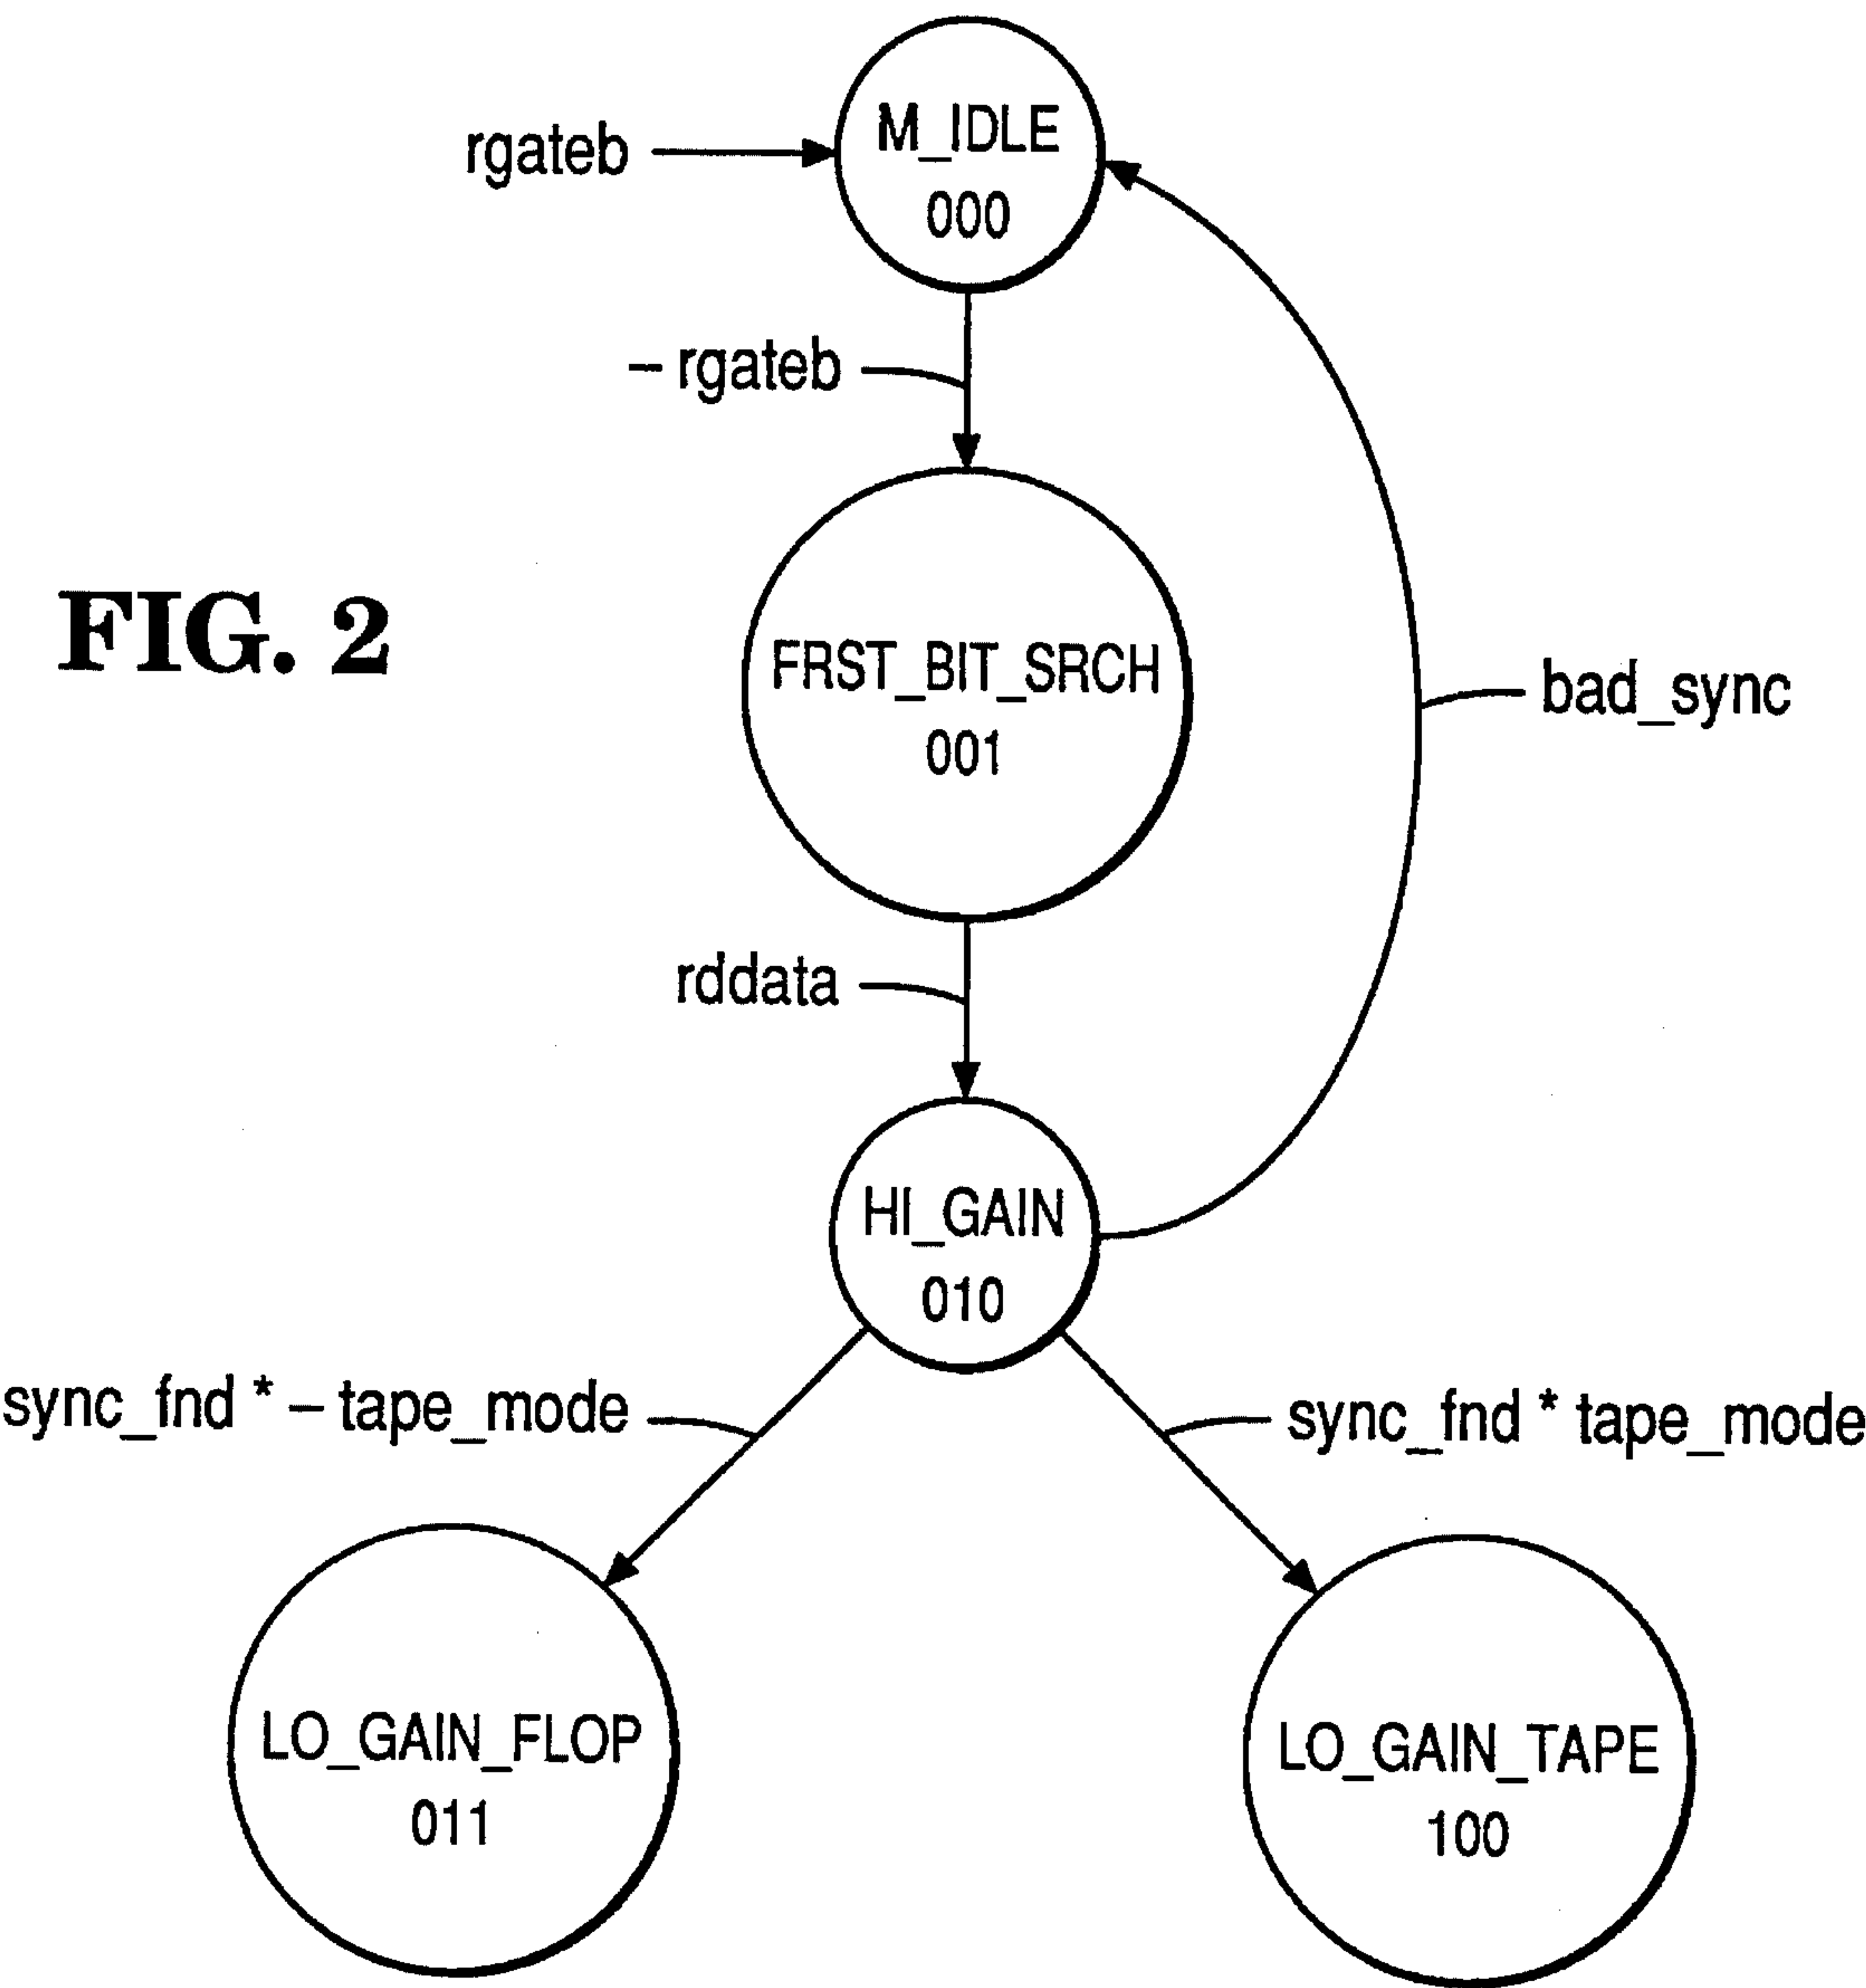 M_IDLE
000
rgateb
– rgateb
FIG. 2
FRST_BIT_SRCH
001
bad_sync
rddata
HI_GAIN
010
sync_fnd * – tape_mode
sync_fnd * tape_mode
LO_GAIN_FLOP
011
LO_GAIN_TAPE
100